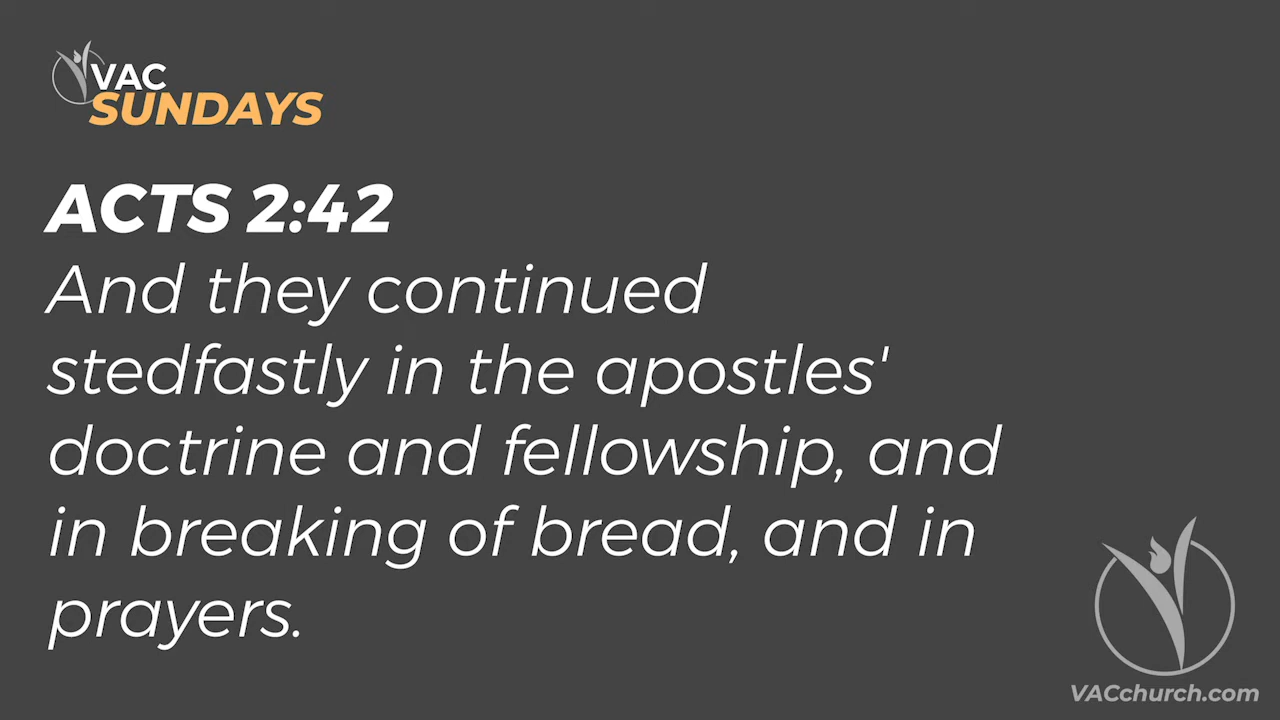 VAC
SUNDAYS
ACTS 2:42
And they continued
stedfastly in the apostles'
doctrine and fellowship, and
in breaking of bread, and in
prayers.
VACchurch.com